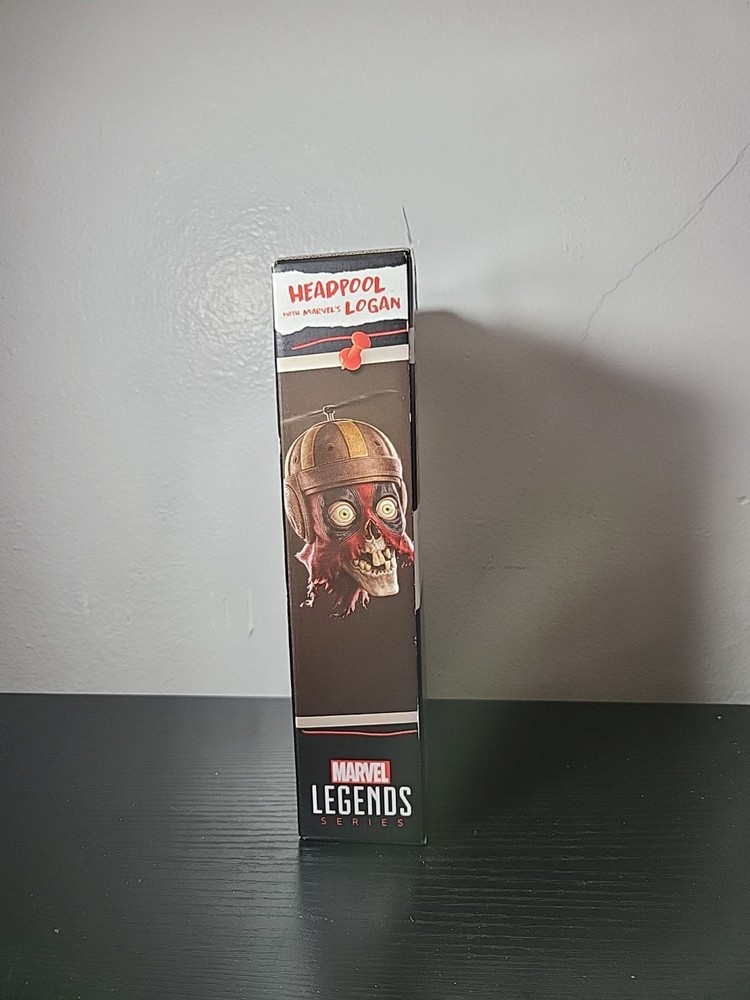 HEADPOOL
WITH MARVEL'S LOGAN
MARVEL
LEGENDS
SERIES